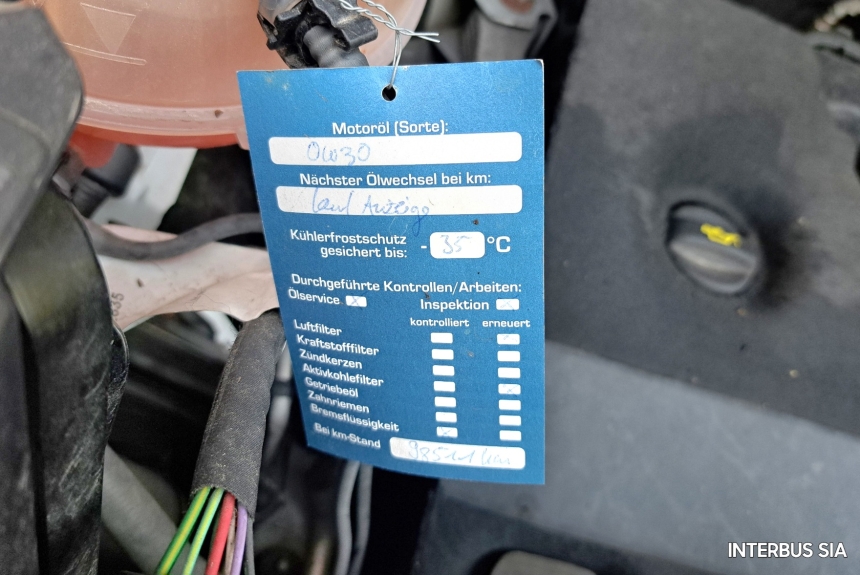 Motoröl (Sorte):
0W30
Nächster Ölwechsel bei km:
laut Anzeige
Kühlerfrostschutz
gesichert bis: - 35 °C
Durchgeführte Kontrollen/Arbeiten:
Ölservice x Inspektion x
kontrolliert erneuert
Luftfilter
Kraftstofffilter
Zündkerzen
Aktivkohlefilter
Getriebeöl
Zahnriemen
Bremsflüssigkeit
Bei km-Stand
INTERBUS SIA